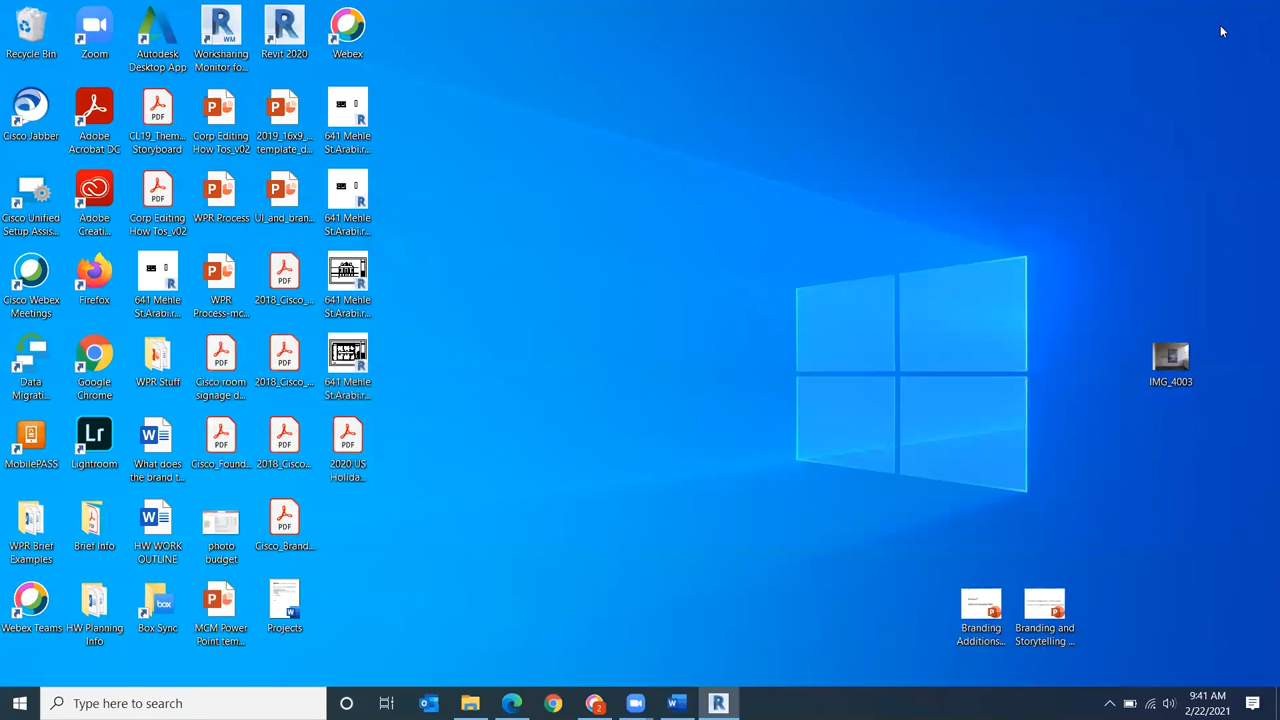 Recycle Bin
Zoom
Autodesk
Desktop App
Worksharing
Monitor fo...
Revit 2020
Webex
Cisco Jabber
Adobe
Acrobat DC
CL19_Them...
Storyboard
Corp Editing
How Tos_v02
2019_16x9_...
template_d...
641 Mehle
St.Arabi.r...
Cisco Unified
Setup Assis...
Adobe
Creati...
Corp Editing
How Tos_v02
WPR Process
UI_and_bran...
641 Mehle
St.Arabi.r...
Cisco Webex
Meetings
Firefox
641 Mehle
St.Arabi.r...
WPR
Process-mc...
2018_Cisco_...
641 Mehle
St.Arabi.r...
Data
Migrati...
Google
Chrome
WPR Stuff
Cisco room
signage d...
2018_Cisco_...
641 Mehle
St.Arabi.r...
IMG_4003
MobilePASS
Lightroom
What does
the brand t...
Cisco_Found...
2018_Cisco...
2020 US
Holida...
WPR Brief
Examples
Brief Info
HW WORK
OUTLINE
photo
budget
Cisco_Brand...
Webex Teams
HW Planning
Info
Box Sync
MCM Power
Point tem...
Projects
Branding
Additions...
Branding and
Storytelling ...
Type here to search
9:41 AM
2/22/2021